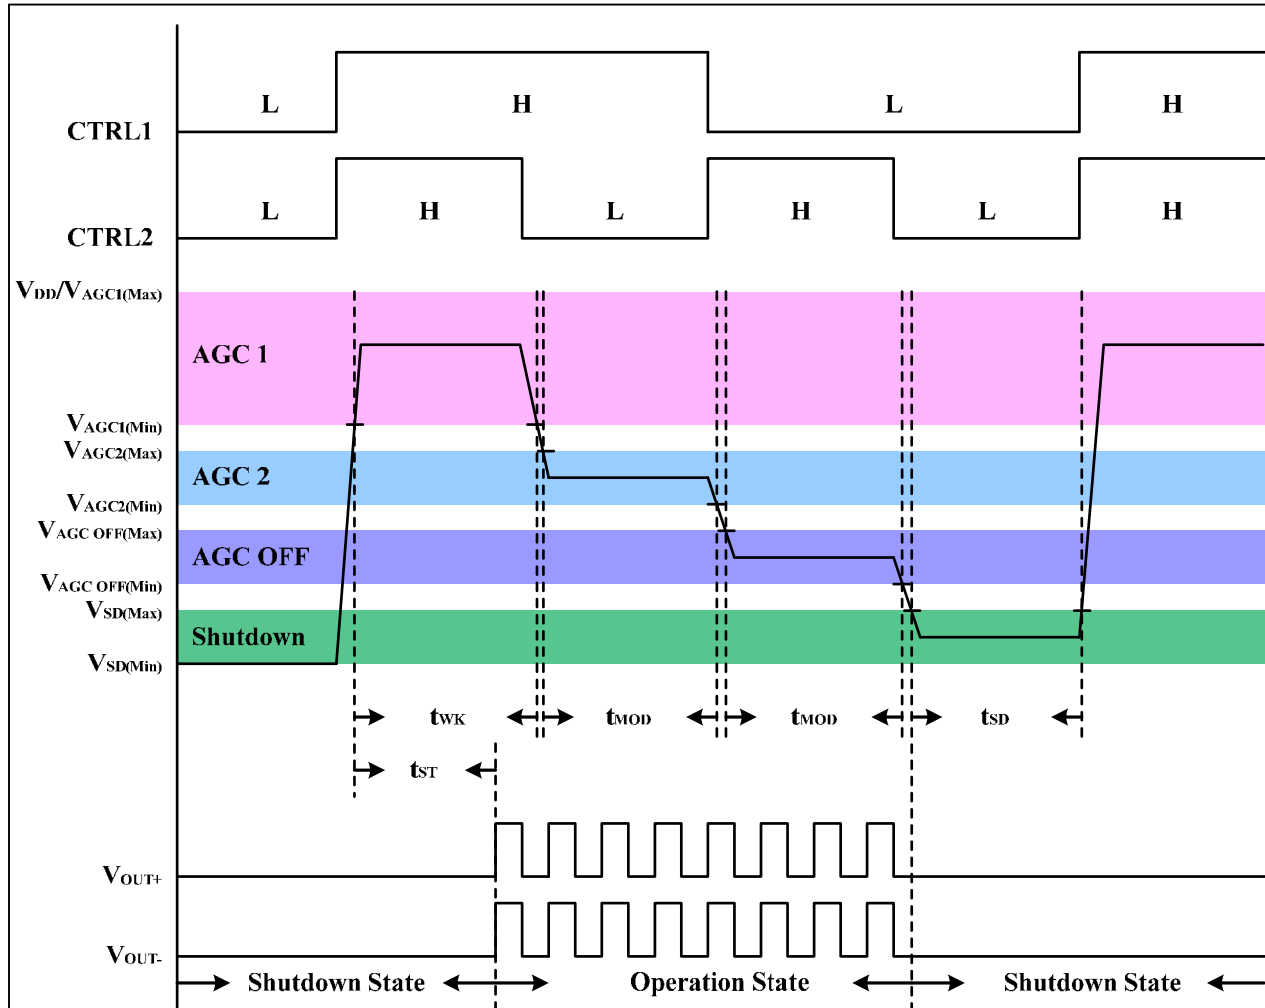 L H L H
CTRL1
L H L H L H
CTRL2
VDD/VAGC1(Max)
AGC 1
VAGC1(Min)
VAGC2(Max)
AGC 2
VAGC2(Min)
VAGC OFF(Max)
AGC OFF
VAGC OFF(Min)
VSD(Max)
Shutdown
VSD(Min)
tWK tMOD tMOD tSD
tST
VOUT+
VOUT-
Shutdown State Operation State Shutdown State